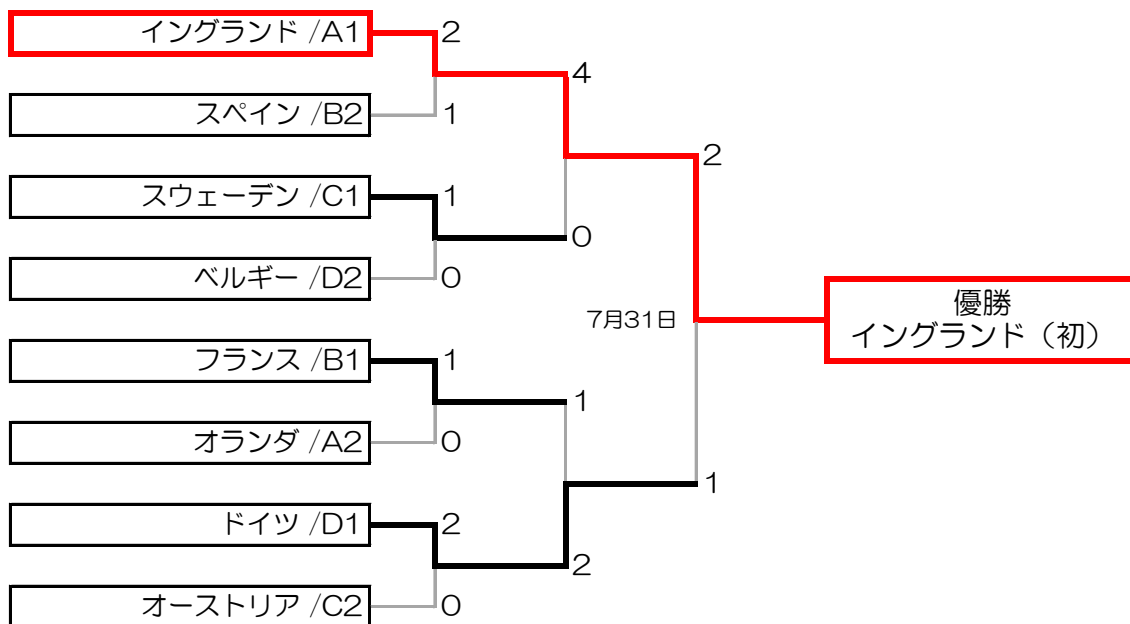 イングランド /A1
2
4
スペイン /B2
1
2
スウェーデン /C1
1
0
ベルギー /D2
0
7月31日
優勝
イングランド（初）
フランス /B1
1
1
オランダ /A2
0
1
ドイツ /D1
2
2
オーストリア /C2
0